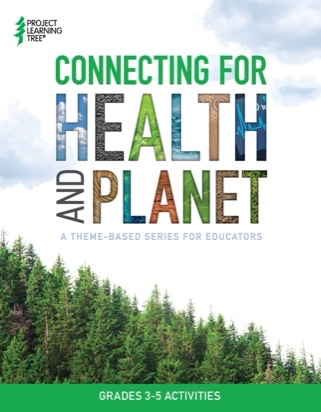 PROJECT
LEARNING
TREE®
CONNECTING FOR
HEALTH
AND PLANET
A THEME-BASED SERIES FOR EDUCATORS
GRADES 3-5 ACTIVITIES